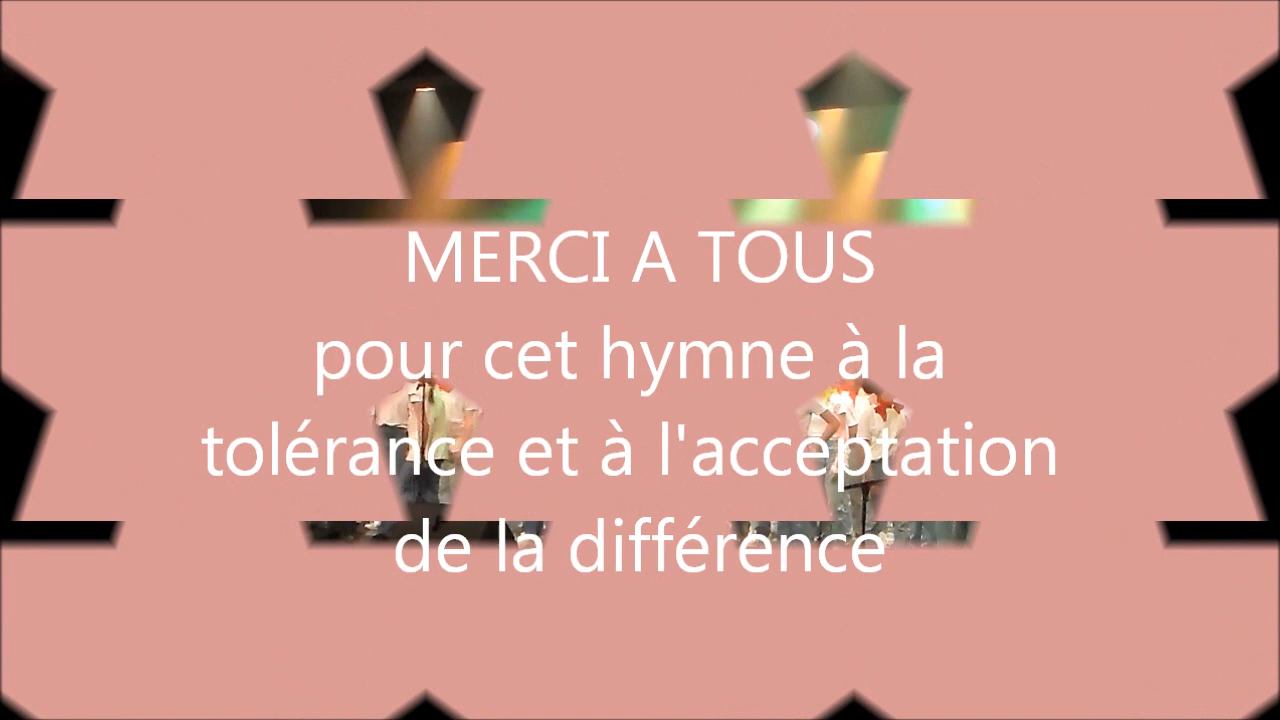 MERCI A TOUS
pour cet hymne à la
tolérance et à l'acceptation
de la différence